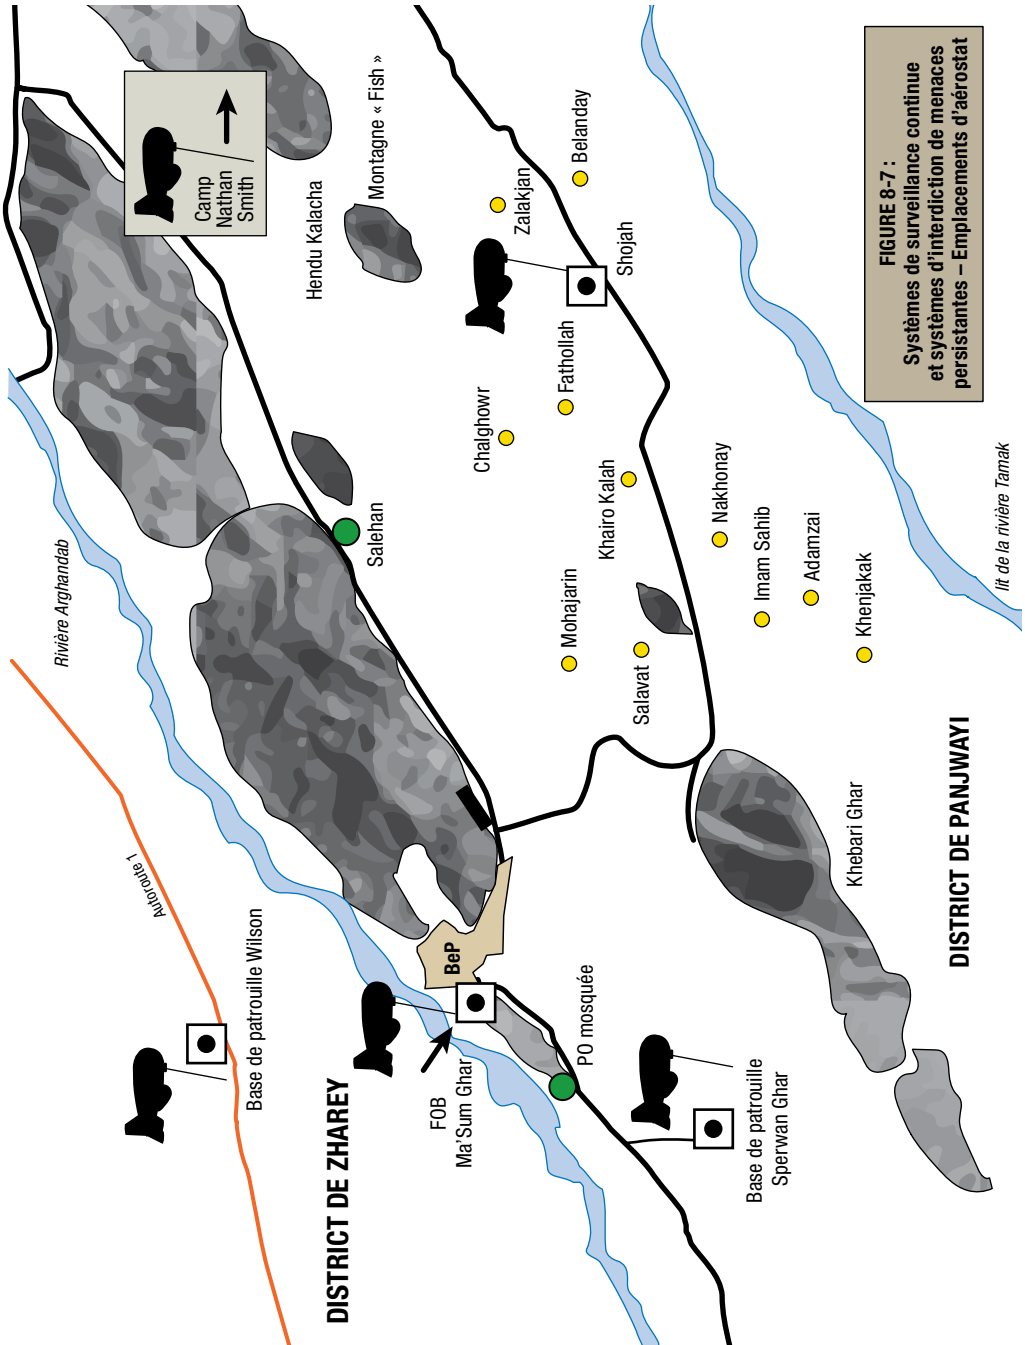 Rivière Arghandab
Autoroute 1
Base de patrouille Wilson
DISTRICT DE ZHAREY
FOB
Ma’Sum Ghar
BeP
PO mosquée
Base de patrouille
Sperwan Ghar
Salehan
Camp
Nathan
Smith
Hendu Kalacha
Montagne « Fish »
Zalakjan
Belanday
Shojah
Fathollah
Chalghowr
Khairo Kalah
Mohajarin
Salavat
Nakhonay
Imam Sahib
Adamzai
Khenjakak
Khebari Ghar
DISTRICT DE PANJWAYI
lit de la rivière Tamak
FIGURE 8-7 :
Systèmes de surveillance continue
et systèmes d’interdiction de menaces
persistantes – Emplacements d’aérostat